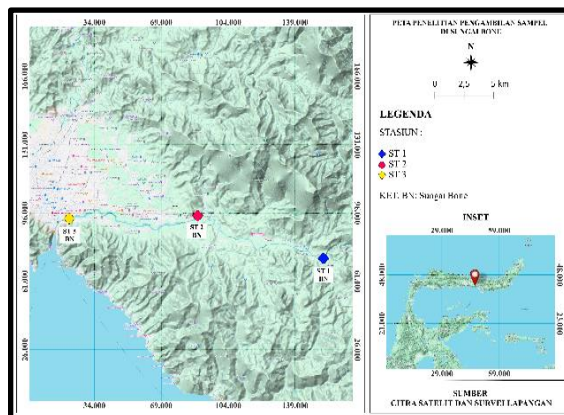 34.000 69.000 104.000 139.000
166.000 166.000
131.000 131.000
96.000 96.000
61.000 61.000
26.000 26.000
ST 3
BN
ST 2
BN
ST 1
BN
34.000 69.000 104.000 139.000
PETA PENELITIAN PENGAMBILAN SAMPEL
DI SUNGAI BONE
N
0 2,5 5 km
LEGENDA
STASIUN :
ST 1
ST 2
ST 3
KET. BN: Sungai Bone
INSET
29.000 59.000
48.000 48.000
23.000 23.000
29.000 59.000
SUMBER
CITRA SATELIT DAN SURVEI LAPANGAN